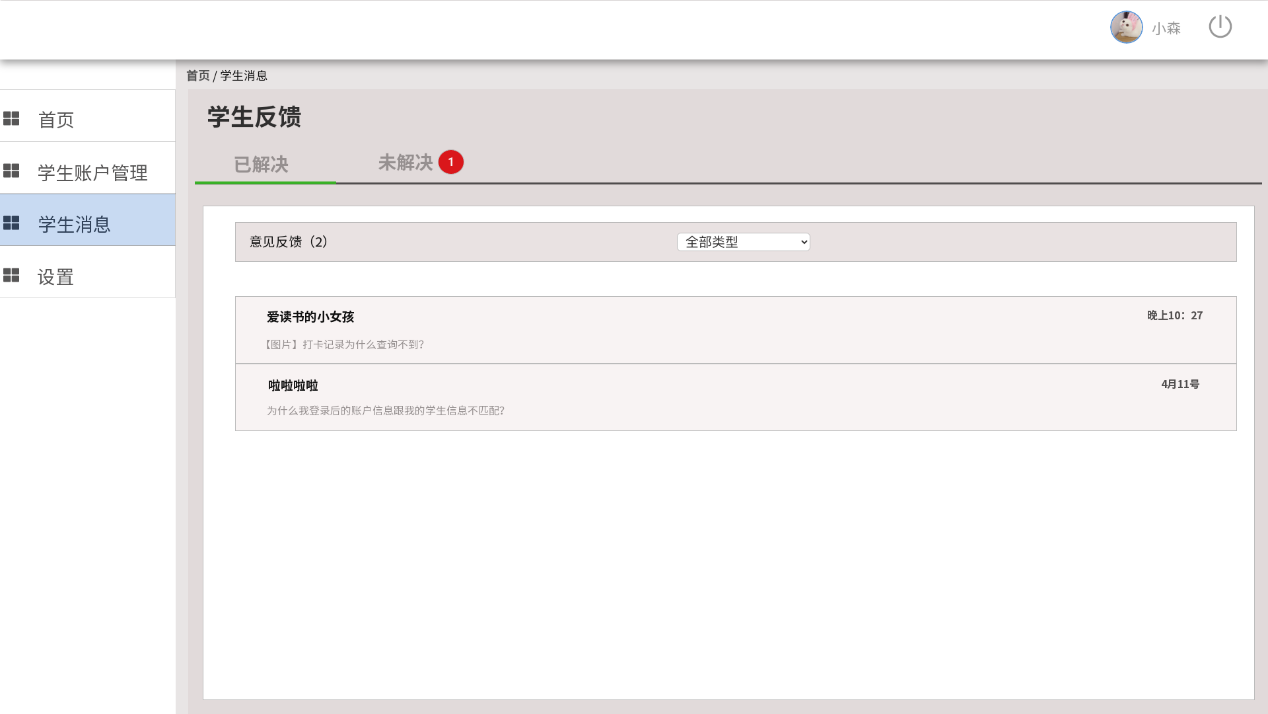 小森
首页 / 学生消息
首页
学生账户管理
学生消息
设置
学生反馈
已解决
未解决 1
意见反馈（2）
全部类型
爱读书的小女孩
晚上10：27
【图片】打卡记录为什么查询不到?
啦啦啦啦
4月11号
为什么我登录后的账户信息跟我的学生信息不匹配?